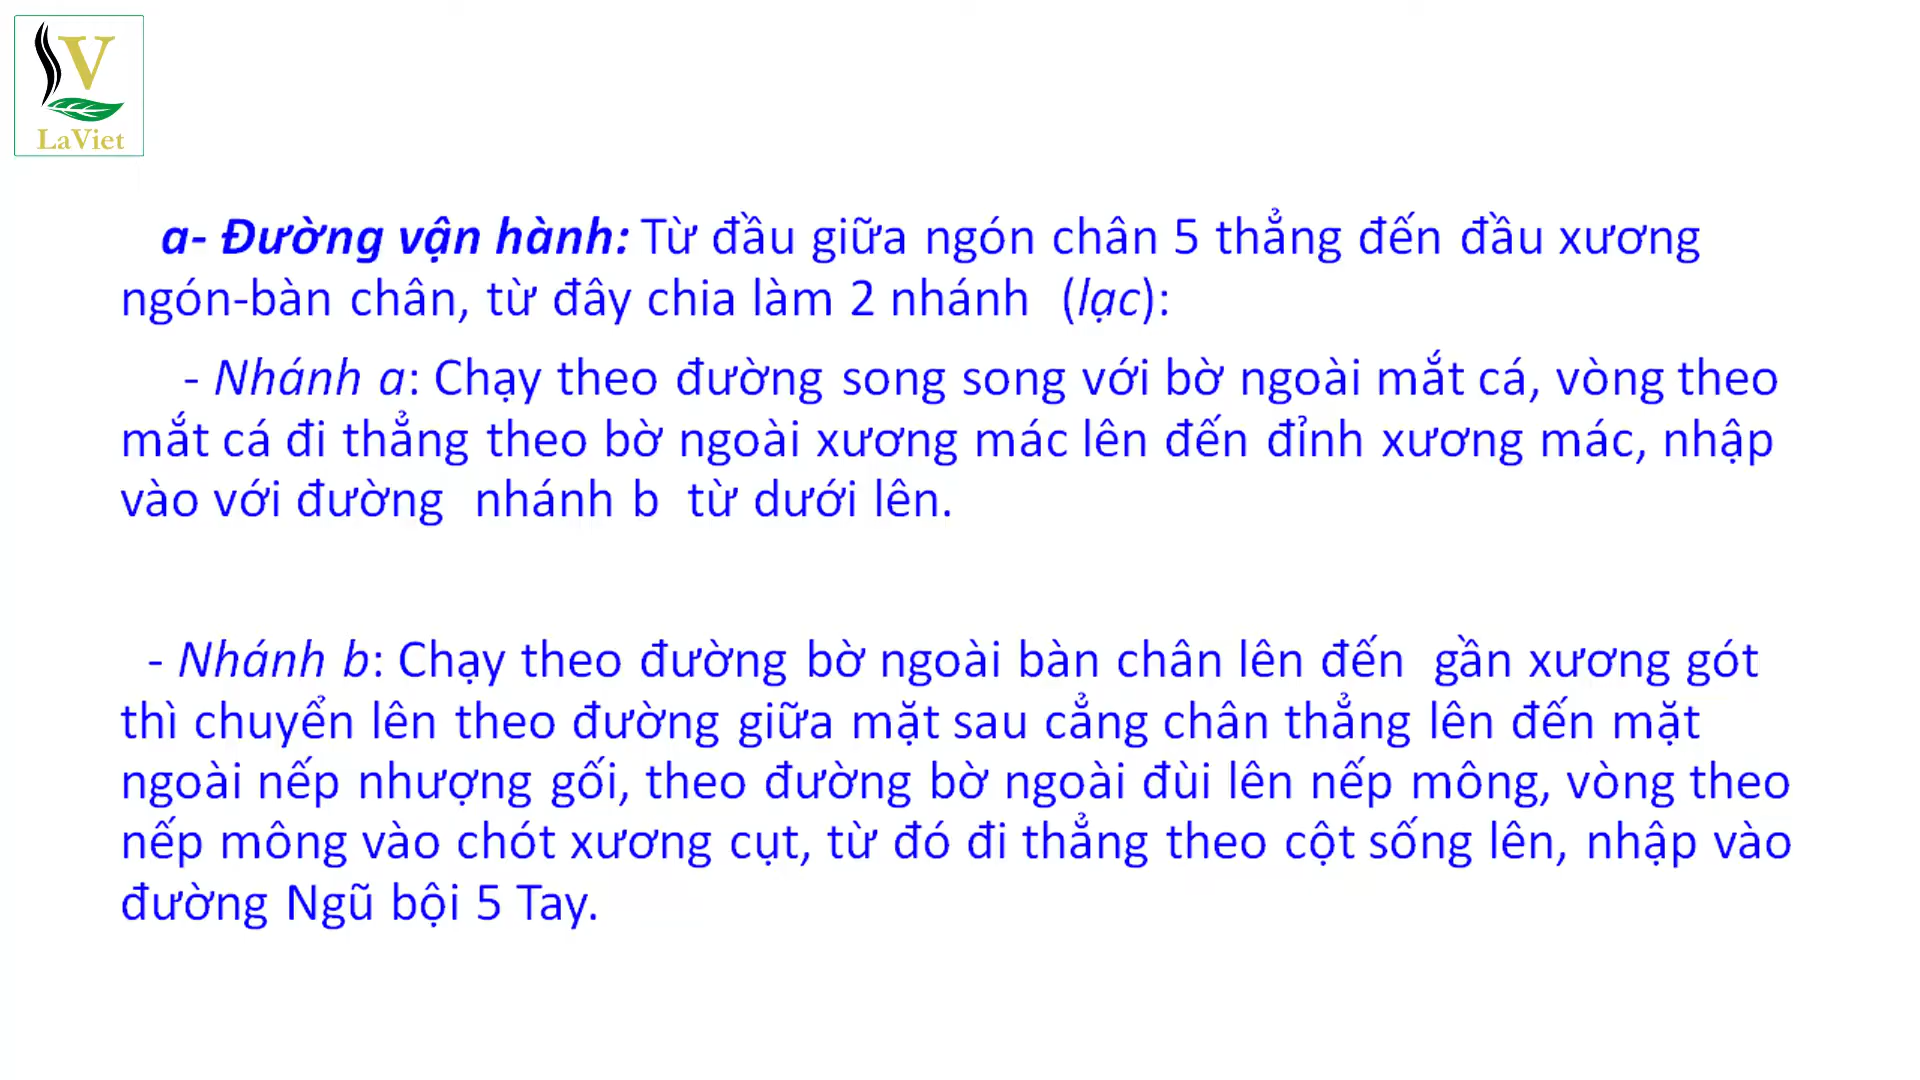 V
LaViet
a- Đường vận hành: Từ đầu giữa ngón chân 5 thẳng đến đầu xương
ngón-bàn chân, từ đây chia làm 2 nhánh (lạc):
- Nhánh a: Chạy theo đường song song với bờ ngoài mắt cá, vòng theo
mắt cá đi thẳng theo bờ ngoài xương mác lên đến đỉnh xương mác, nhập
vào với đường nhánh b từ dưới lên.
- Nhánh b: Chạy theo đường bờ ngoài bàn chân lên đến gần xương gót
thì chuyển lên theo đường giữa mặt sau cẳng chân thẳng lên đến mặt
ngoài nếp nhượng gối, theo đường bờ ngoài đùi lên nếp mông, vòng theo
nếp mông vào chót xương cụt, từ đó đi thẳng theo cột sống lên, nhập vào
đường Ngũ bội 5 Tay.